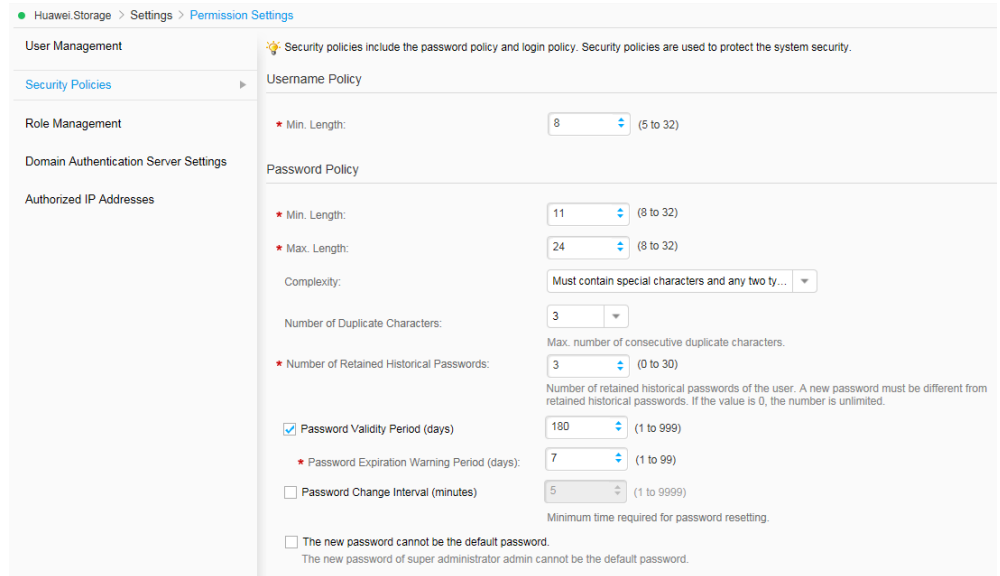 Huawei.Storage > Settings > Permission Settings
User Management
Security Policies
Role Management
Domain Authentication Server Settings
Authorized IP Addresses
Security policies include the password policy and login policy. Security policies are used to protect the system security.
Username Policy
* Min. Length: 8 (5 to 32)
Password Policy
* Min. Length: 11 (8 to 32)
* Max. Length: 24 (8 to 32)
Complexity: Must contain special characters and any two ty...
Number of Duplicate Characters: 3
Max. number of consecutive duplicate characters.
* Number of Retained Historical Passwords: 3 (0 to 30)
Number of retained historical passwords of the user. A new password must be different from
retained historical passwords. If the value is 0, the number is unlimited.
Password Validity Period (days) 180 (1 to 999)
* Password Expiration Warning Period (days): 7 (1 to 99)
Password Change Interval (minutes) 5 (1 to 9999)
Minimum time required for password resetting.
The new password cannot be the default password.
The new password of super administrator admin cannot be the default password.